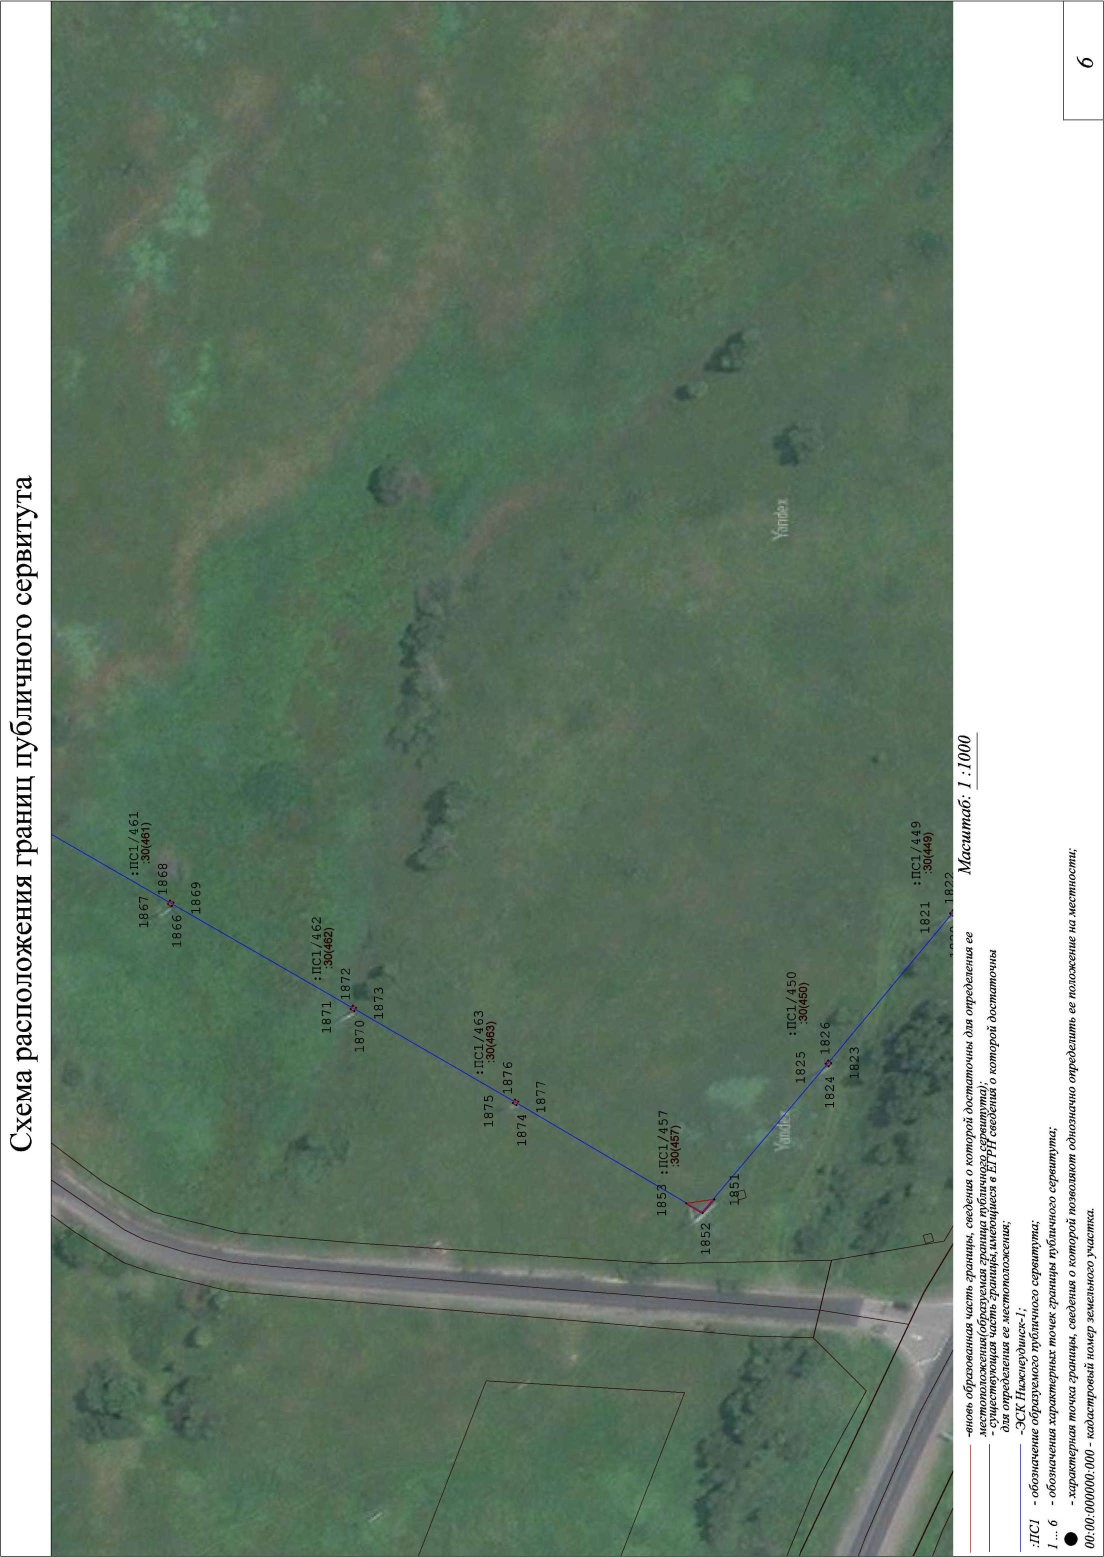 Схема расположения границ публичного сервитута
:ПС1/461
:30(461)
1867
1868
1866
1869
:ПС1/462
:30(462)
1871
1872
1870
1873
:ПС1/463
:30(463)
1875
1876
1874
1877
:ПС1/457
:30(457)
1853
1852
1851
:ПС1/450
:30(450)
1825
1826
1824
1823
:ПС1/449
:30(449)
1821
1822
Yandex
Yandex
Масштаб: 1 :1000
-вновь образованная часть границы, сведения о которой достаточны для определения ее
местоположения(образуемая граница публичного сервитута);
- существующая часть границы,имеющиеся в ЕГРН сведения о которой достаточны
для определения ее местоположения;
-ЭСК Нижнеудинск-1;
:ПС1 - обозначение образуемого публичного сервитута;
1 ... 6 - обозначения характерных точек границы публичного сервитута;
- характерная точка границы, сведения о которой позволяют однозначно определить ее положение на местности;
00:00:000000:000 - кадастровый номер земельного участка.
6